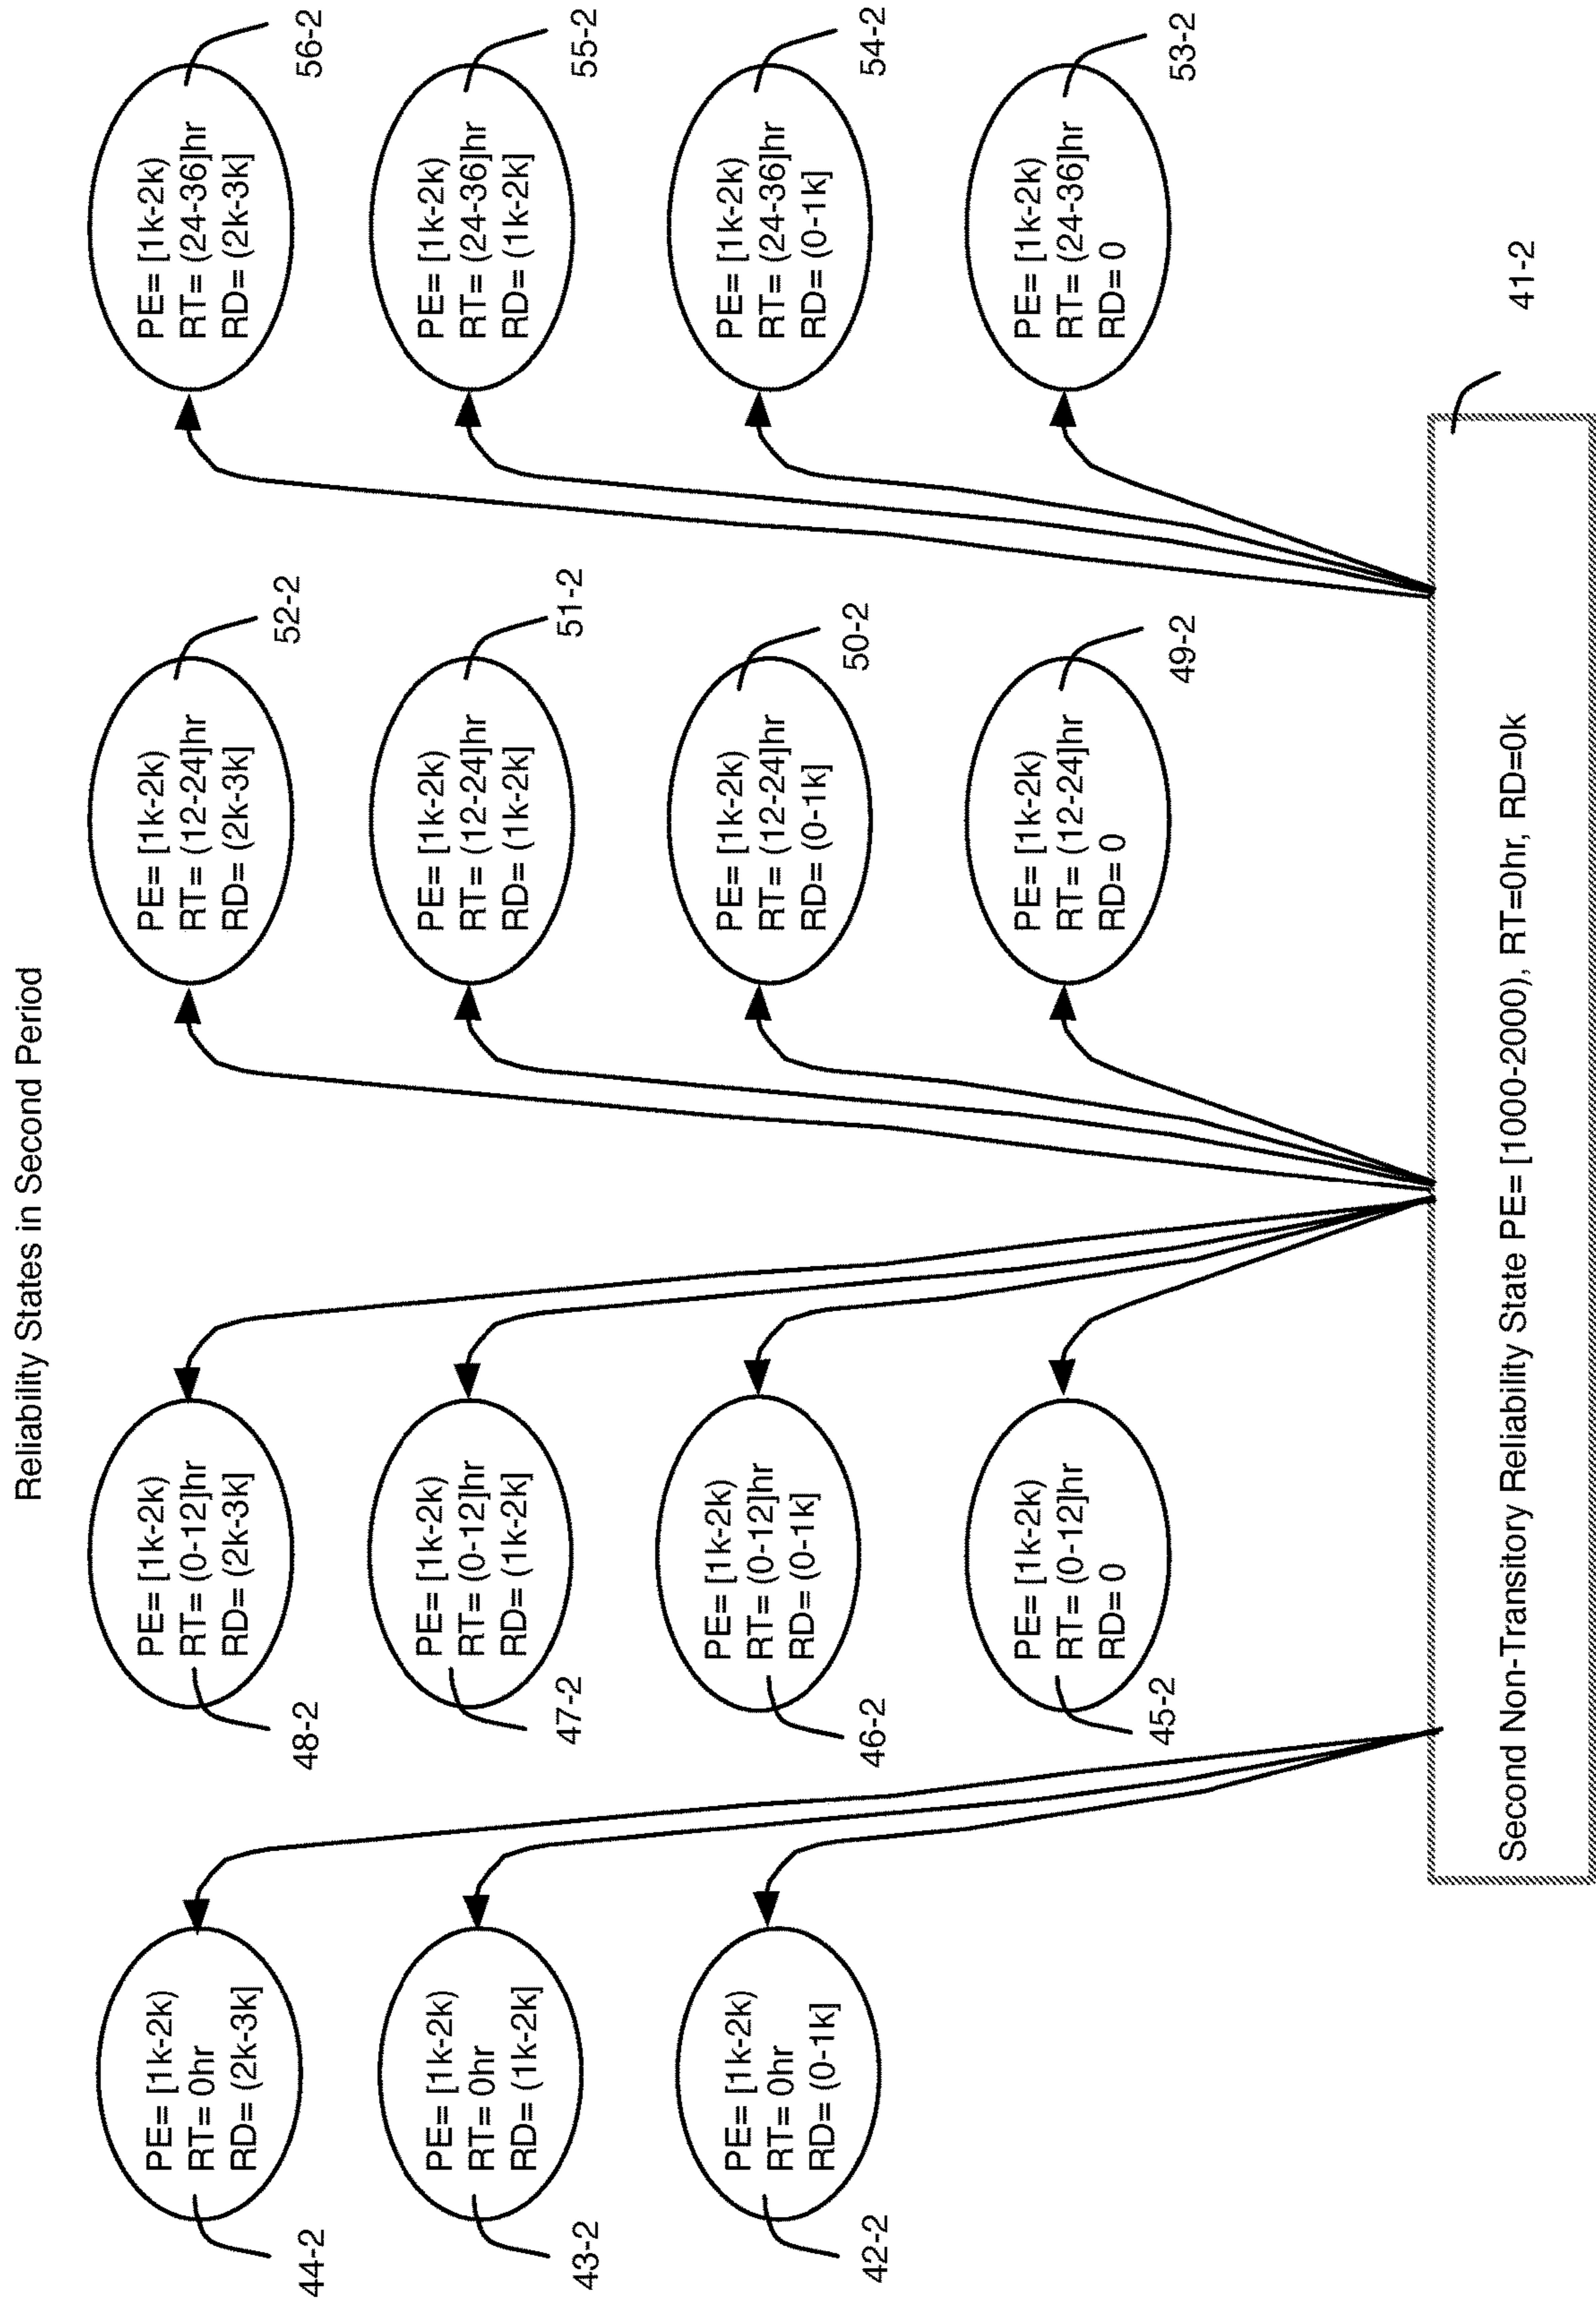 Reliability States in Second Period
PE= [1k-2k)
RT= 0hr
RD= (2k-3k]
44-2
PE= [1k-2k)
RT= (0-12]hr
RD= (2k-3k]
48-2
PE= [1k-2k)
RT= (12-24]hr
RD= (2k-3k]
52-2
PE= [1k-2k)
RT= (24-36]hr
RD= (2k-3k]
56-2
PE= [1k-2k)
RT= 0hr
RD= (1k-2k]
43-2
PE= [1k-2k)
RT= (0-12]hr
RD= (1k-2k]
47-2
PE= [1k-2k)
RT= (12-24]hr
RD= (1k-2k]
51-2
PE= [1k-2k)
RT= (24-36]hr
RD= (1k-2k]
55-2
PE= [1k-2k)
RT= 0hr
RD= (0-1k]
42-2
PE= [1k-2k)
RT= (0-12]hr
RD= (0-1k]
46-2
PE= [1k-2k)
RT= (12-24]hr
RD= (0-1k]
50-2
PE= [1k-2k)
RT= (24-36]hr
RD= (0-1k]
54-2
PE= [1k-2k)
RT= (0-12]hr
RD= 0
45-2
PE= [1k-2k)
RT= (12-24]hr
RD= 0
49-2
PE= [1k-2k)
RT= (24-36]hr
RD= 0
53-2
Second Non-Transitory Reliability State PE= [1000-2000), RT=0hr, RD=0k
41-2